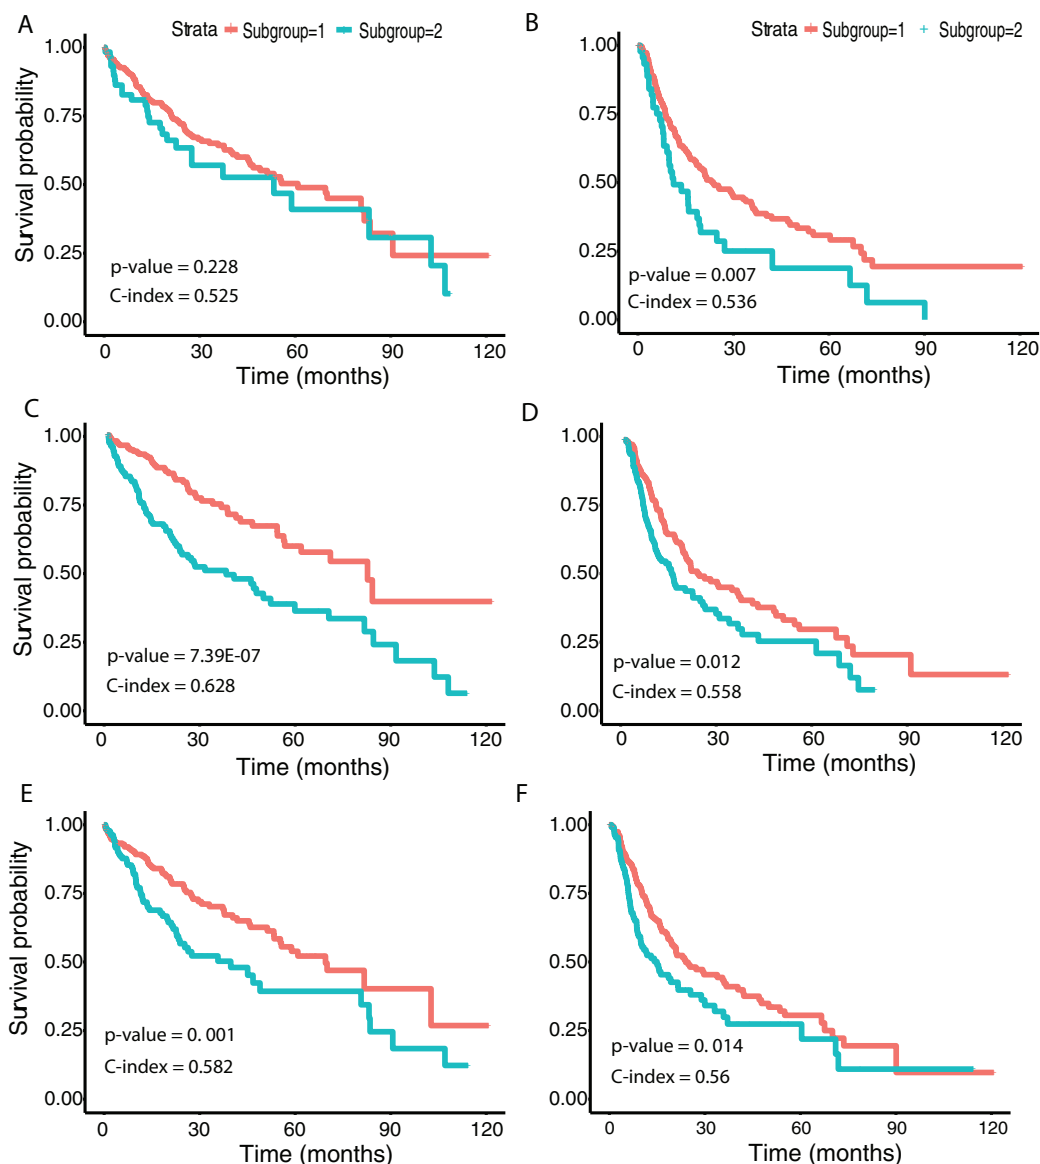 A
Strata Subgroup=1 Subgroup=2
1.00
0.75
0.50
0.25
0.00
Survival probability
p-value = 0.228
C-index = 0.525
0 30 60 90 120
Time (months)
B
Strata Subgroup=1 Subgroup=2
1.00
0.75
0.50
0.25
0.00
p-value = 0.007
C-index = 0.536
0 30 60 90 120
Time (months)
C
1.00
0.75
0.50
0.25
0.00
Survival probability
p-value = 7.39E-07
C-index = 0.628
0 30 60 90 120
Time (months)
D
1.00
0.75
0.50
0.25
0.00
p-value = 0.012
C-index = 0.558
0 30 60 90 120
Time (months)
E
1.00
0.75
0.50
0.25
0.00
Survival probability
p-value = 0. 001
C-index = 0.582
0 30 60 90 120
Time (months)
F
1.00
0.75
0.50
0.25
0.00
p-value = 0. 014
C-index = 0.56
0 30 60 90 120
Time (months)